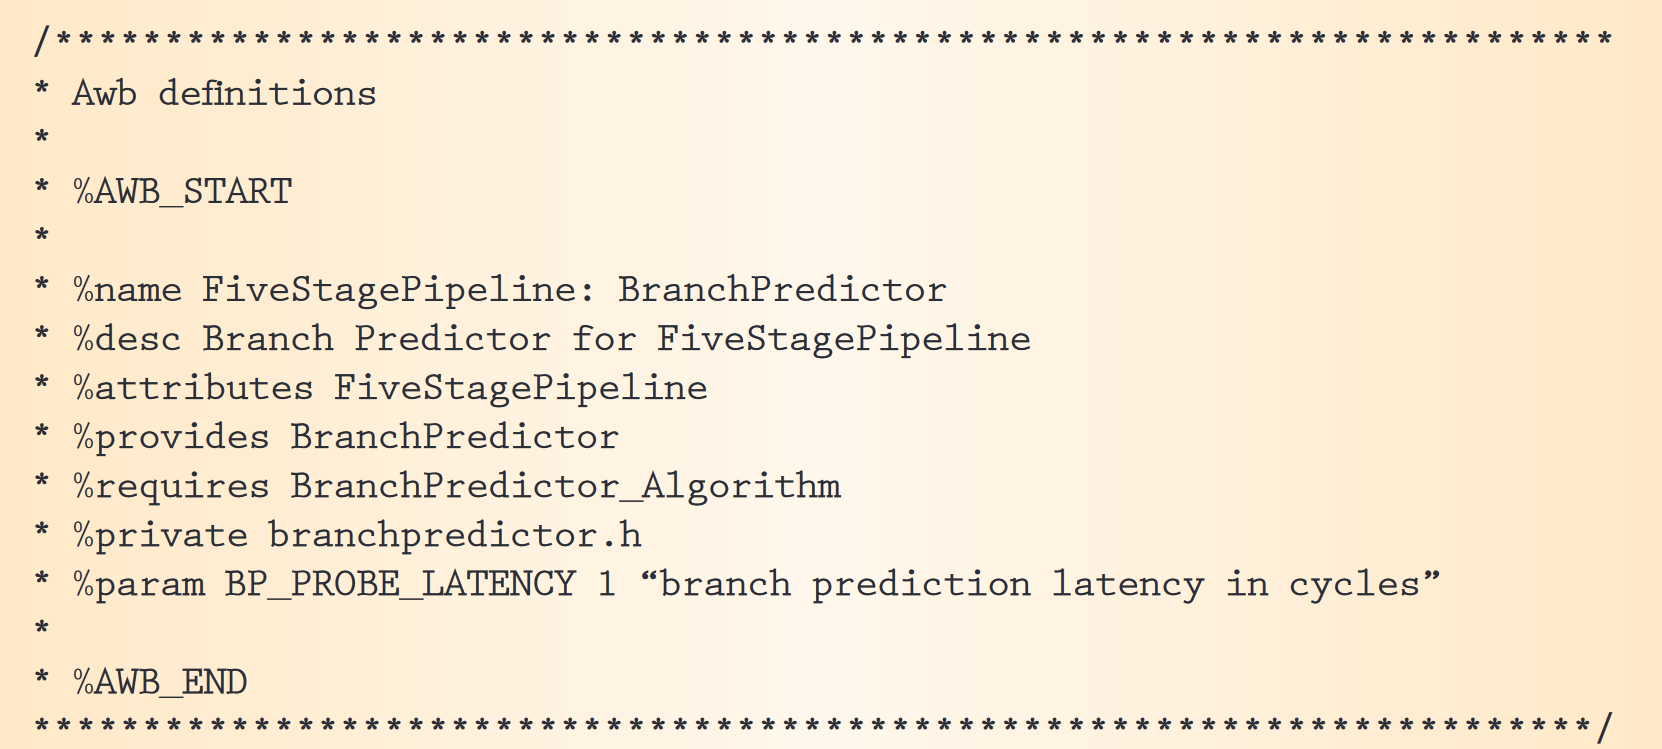 /***********************************************************************
* Awb definitions
*
* %AWB_START
*
* %name FiveStagePipeline: BranchPredictor
* %desc Branch Predictor for FiveStagePipeline
* %attributes FiveStagePipeline
* %provides BranchPredictor
* %requires BranchPredictor_Algorithm
* %private branchpredictor.h
* %param BP_PROBE_LATENCY 1 “branch prediction latency in cycles”
*
* %AWB_END
***********************************************************************/